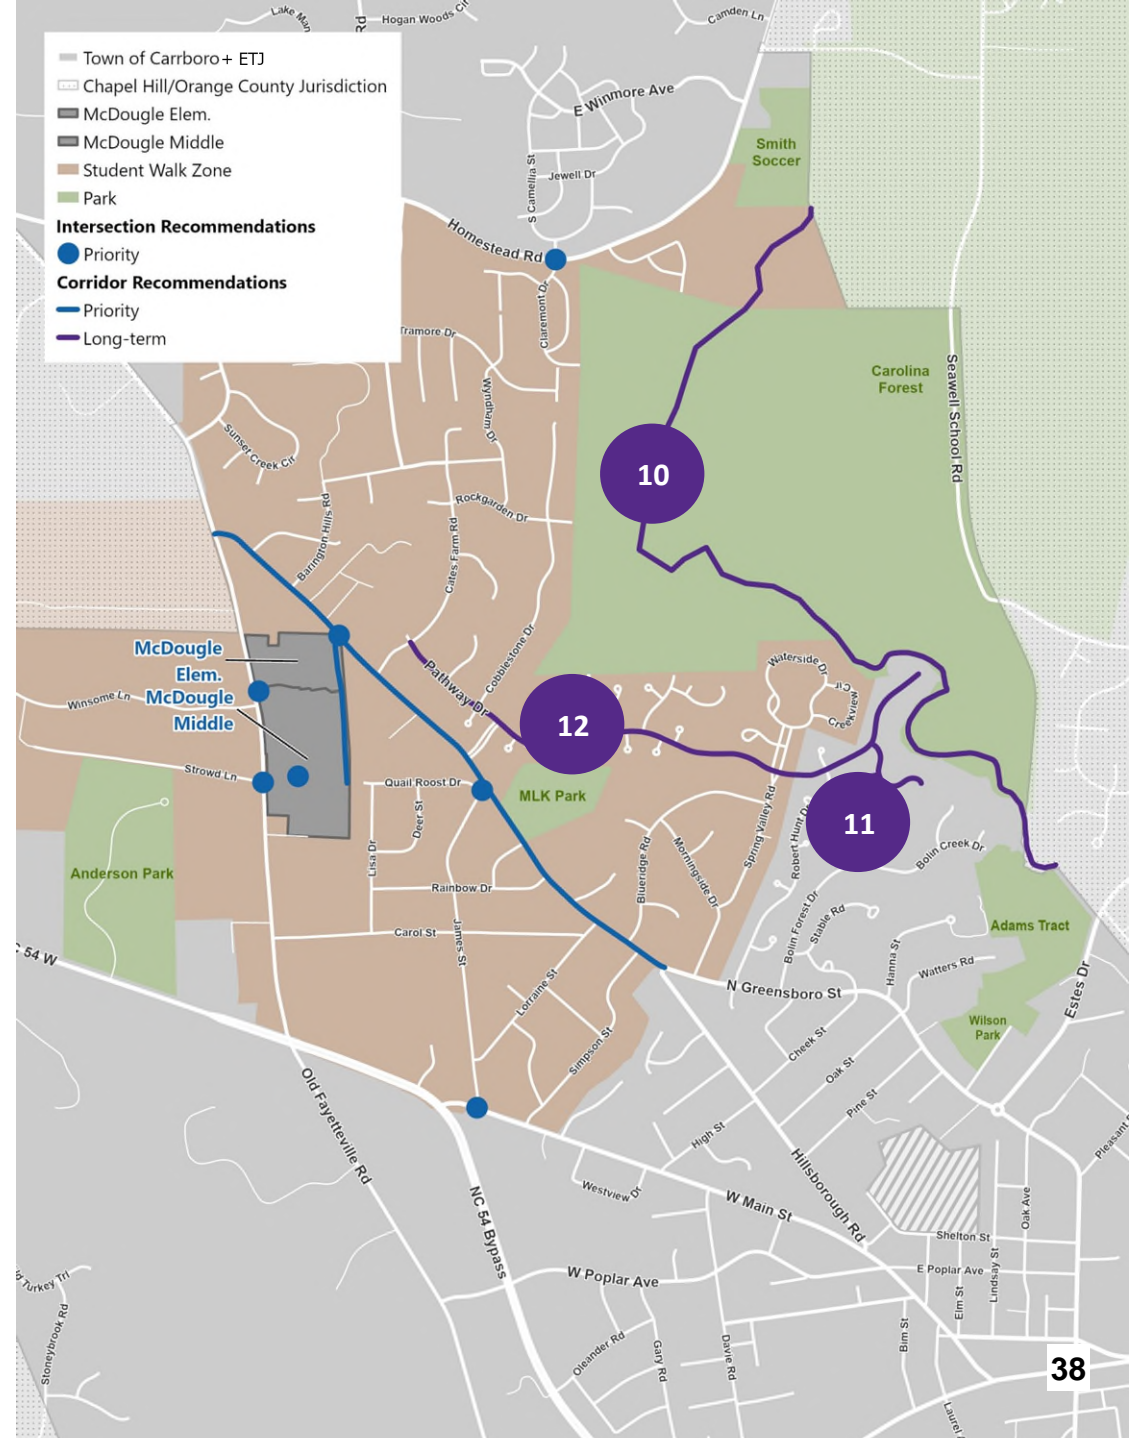 Lake
Rd
Hogan Woods Cir
Camden Ln
Town of Carrboro + ETJ
Chapel Hill/Orange County Jurisdiction
McDougle Elem.
McDougle Middle
Student Walk Zone
Park
Intersection Recommendations
Priority
Corridor Recommendations
Priority
Long-term
E Winmore Ave
Smith
Soccer
Jewell Dr
S Camellia St
Homestead Rd
Claremont Dr
Tramore Dr
Carolina
Forest
Seawell School Rd
Wyndham Dr
Sunset Creek Cir
10
Rockgarden Dr
Barington Hills Rd
Cates Farm Rd
Cobblestone Dr
McDougle
Elem.
McDougle
Middle
Winsome Ln
Pathway Dr
Waterside Dr
Creekview
Cir
12
Strowd Ln
Quail Roost Dr
MLK Park
11
Deer St
Lisa Dr
Blueridge Rd
Morningside Dr
Spring Valley Rd
Robert Hunt Dr
Bolin Creek Dr
Anderson Park
Rainbow Dr
Bolin Forest Dr
Stable Rd
Adams Tract
Carol St
James St
Hanna St
Watters Rd
54 W
Lorraine St
N Greensboro St
Estes Dr
Wilson
Park
Simpson St
Cheek St
Oak St
Pine St
Old Fayetteville Rd
High St
Pleasant
Hillsborough Rd
Westview Dr
W Main St
NC 54 Bypass
Oak Ave
Shelton St
Turkey Trl
W Poplar Ave
E Poplar Ave
Lindsay St
Elm St
Stoneybrook Rd
Oleander Rd
Gary Rd
Davie Rd
Bim St
38
Laurel